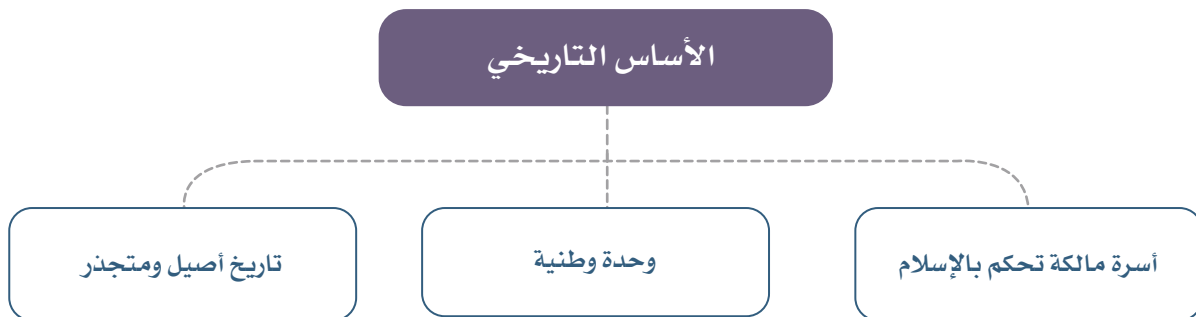 الأساس التاريخي
أسرة مالكة تحكم بالإسلام
وحدة وطنية
تاريخ أصيل ومتجذر